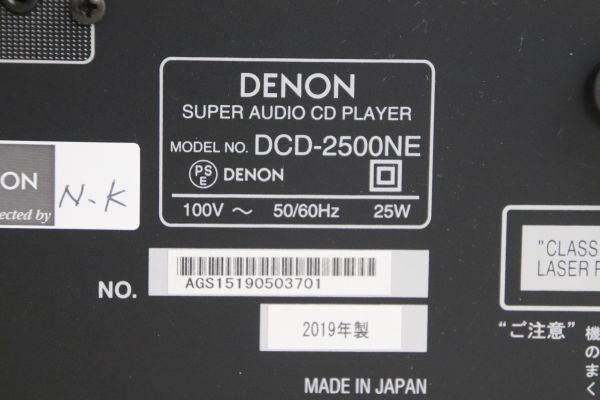 DENON
SUPER AUDIO CD PLAYER
MODEL NO. DCD-2500NE
PSE DENON
100V ～ 50/60Hz 25W
ON
ected by
N-K
NO.
AGS15190503701
2019年製
MADE IN JAPAN
"CLASS
LASER P
“ご注意” 機
の
ま
く